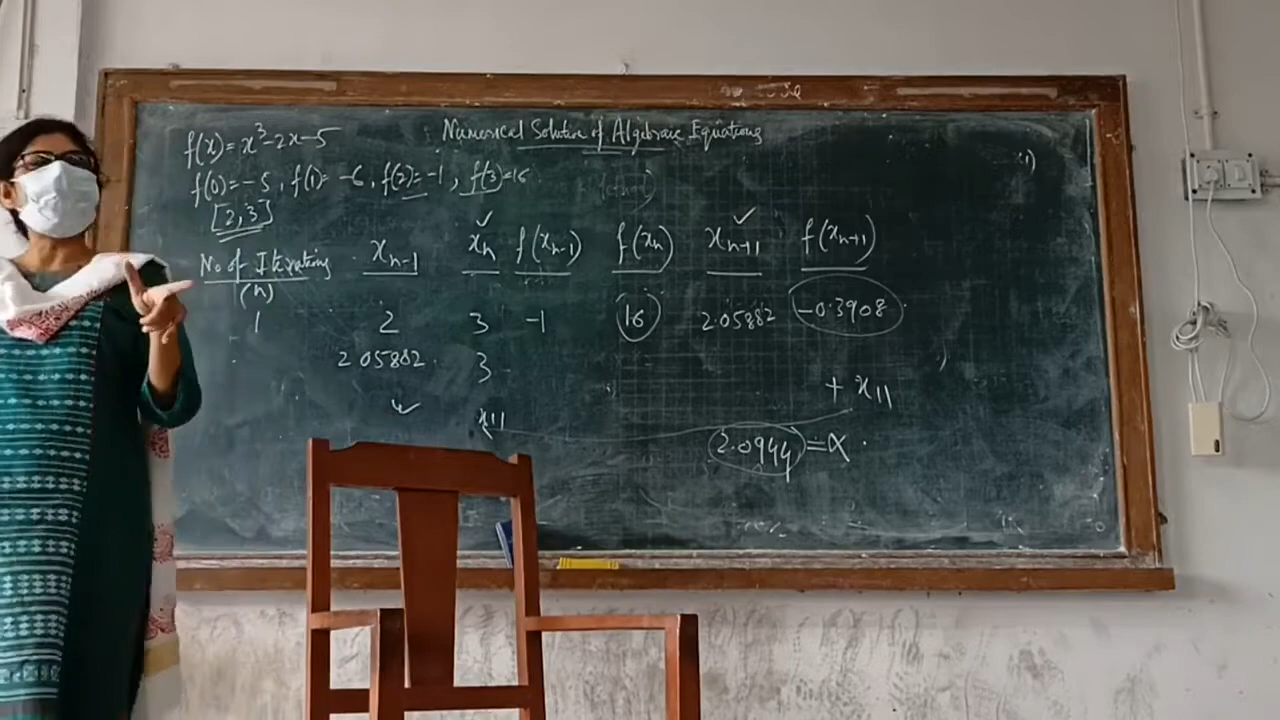 Numerical Solution of Algebraic Equations
f(x) = x³-2x-5
f(0) = -5, f(1) = -6, f(2) = -1, f(3) = 16
[2,3]
(1)
No of Iterations (n) xn-1 xn f(xn-1) f(xn) xn+1 f(xn+1)
1 2 3 -1 16 2.05882 -0.3908
2.05882 3
+ x11
x11
2.0944 = α